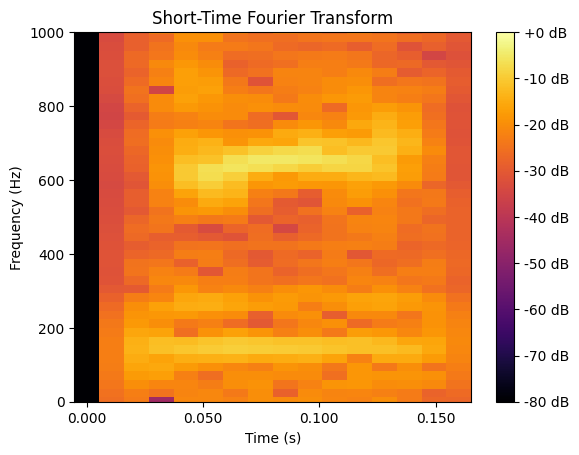 Short-Time Fourier Transform
1000
800
600
400
200
0
Frequency (Hz)
0.000
0.050
0.100
0.150
Time (s)
+0 dB
-10 dB
-20 dB
-30 dB
-40 dB
-50 dB
-60 dB
-70 dB
-80 dB